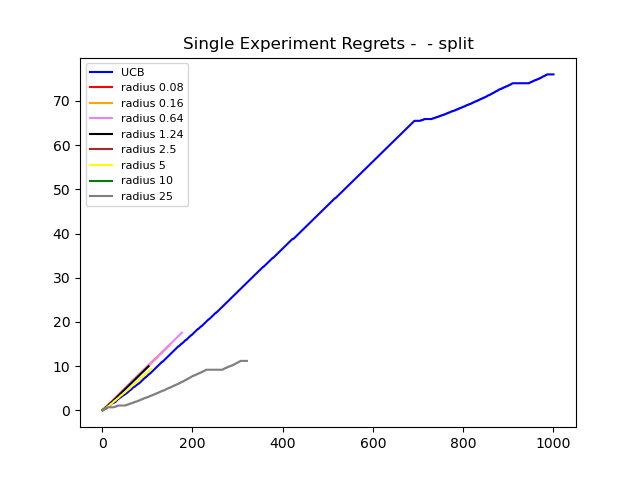 Single Experiment Regrets -  - split
UCB
radius 0.08
radius 0.16
radius 0.64
radius 1.24
radius 2.5
radius 5
radius 10
radius 25
70
60
50
40
30
20
10
0
0 200 400 600 800 1000